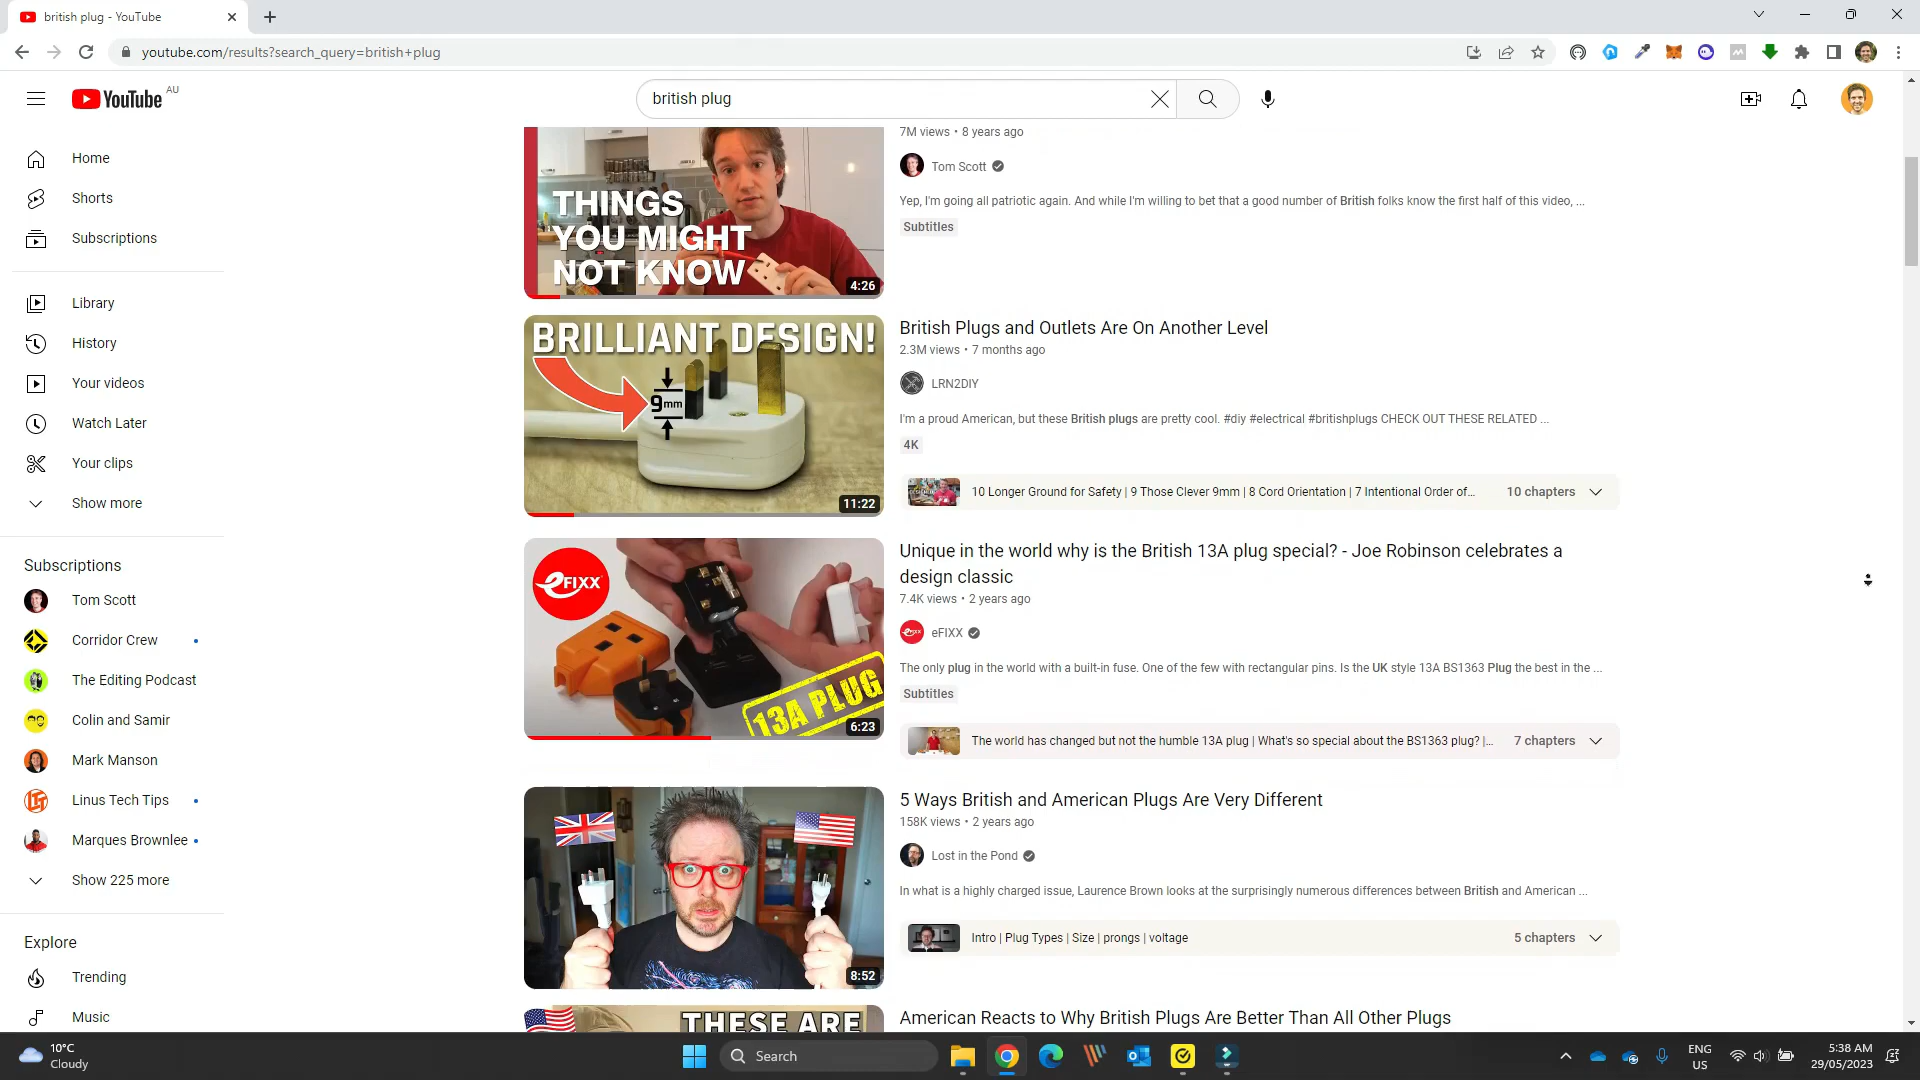 british plug - YouTube
youtube.com/results?search_query=british+plug
YouTube AU
british plug
Home
Shorts
Subscriptions
Library
History
Your videos
Watch Later
Your clips
Show more
Subscriptions
Tom Scott
Corridor Crew
The Editing Podcast
Colin and Samir
Mark Manson
Linus Tech Tips
Marques Brownlee
Show 225 more
Explore
Trending
Music
THINGS
YOU MIGHT
NOT KNOW
4:26
7M views • 8 years ago
Tom Scott
Yep, I'm going all patriotic again. And while I'm willing to bet that a good number of British folks know the first half of this video, ...
Subtitles
BRILLIANT DESIGN!
9mm
11:22
British Plugs and Outlets Are On Another Level
2.3M views • 7 months ago
LRN2DIY
I'm a proud American, but these British plugs are pretty cool. #diy #electrical #britishplugs CHECK OUT THESE RELATED ...
4K
10 Longer Ground for Safety | 9 Those Clever 9mm | 8 Cord Orientation | 7 Intentional Order of...
10 chapters
eFIXX
13A PLUG
6:23
Unique in the world why is the British 13A plug special? - Joe Robinson celebrates a
design classic
7.4K views • 2 years ago
eFIXX
The only plug in the world with a built-in fuse. One of the few with rectangular pins. Is the UK style 13A BS1363 Plug the best in the ...
Subtitles
The world has changed but not the humble 13A plug | What's so special about the BS1363 plug? |...
7 chapters
8:52
5 Ways British and American Plugs Are Very Different
158K views • 2 years ago
Lost in the Pond
In what is a highly charged issue, Laurence Brown looks at the surprisingly numerous differences between British and American ...
Intro | Plug Types | Size | prongs | voltage
5 chapters
THESE ARE
American Reacts to Why British Plugs Are Better Than All Other Plugs
10°C
Cloudy
Search
ENG
US
5:38 AM
29/05/2023